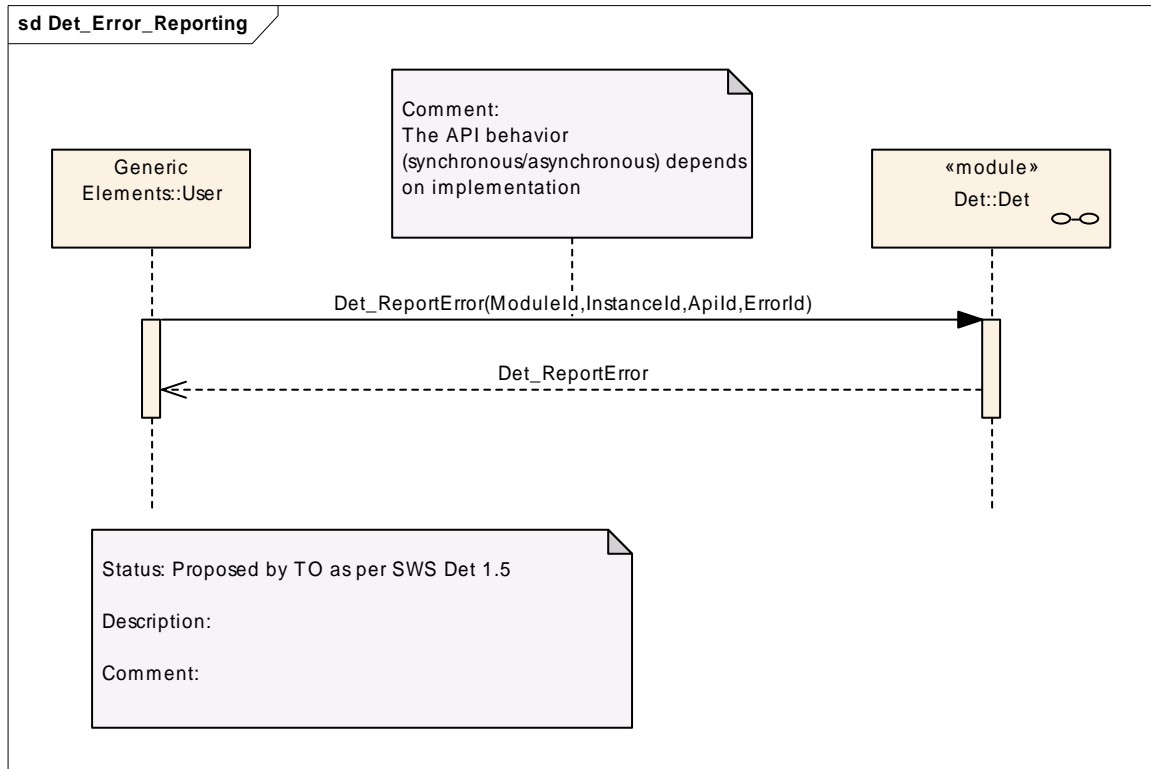 sd Det_Error_Reporting
Comment:
The API behavior
(synchronous/asynchronous) depends
on implementation
Generic
Elements::User
«module»
Det::Det
Det_ReportError(ModuleId,InstanceId,ApiId,ErrorId)
Det_ReportError
Status: Proposed by TO as per SWS Det 1.5
Description:
Comment: